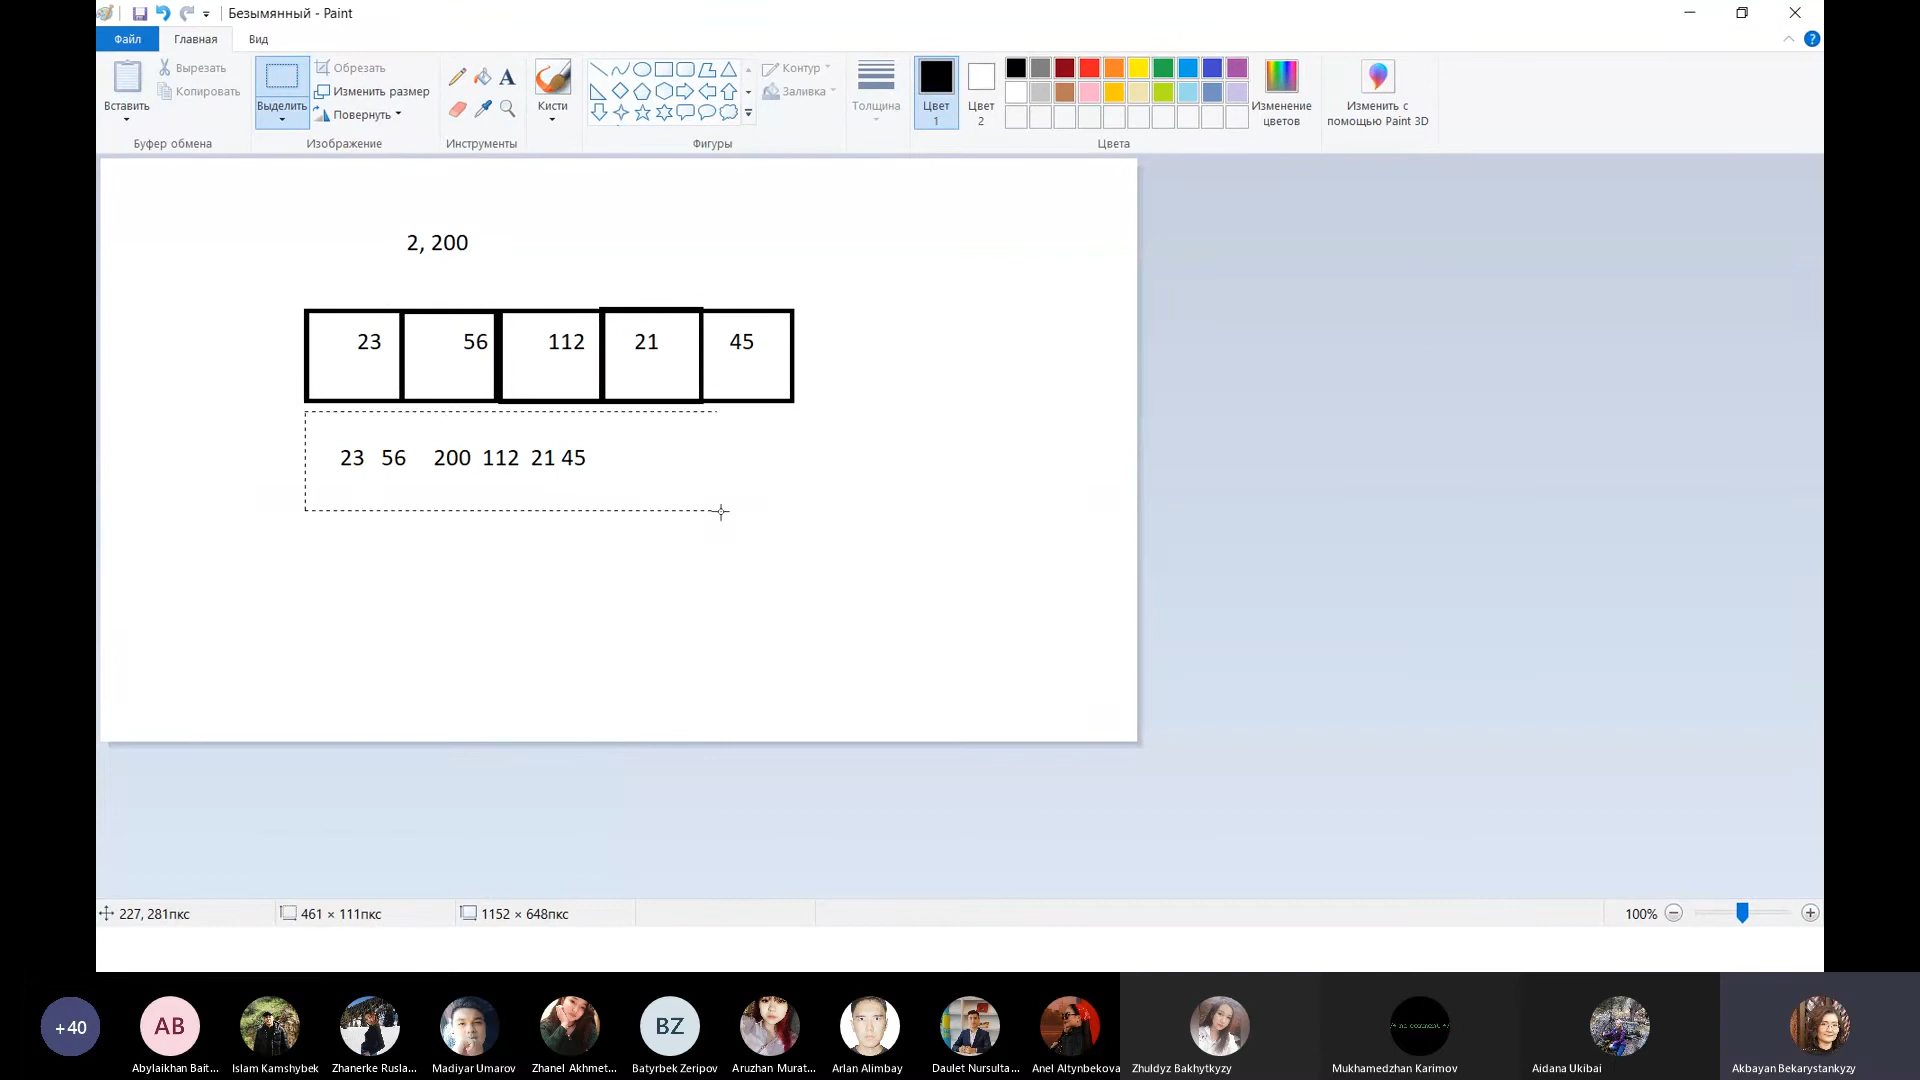 Безымянный - Paint
Файл Главная Вид
Вставить
Вырезать
Копировать
Буфер обмена
Выделить
Обрезать
Изменить размер
Повернуть
Изображение
A
Инструменты
Кисти
Фигуры
Контур
Заливка
Толщина
Цвет
1
Цвет
2
Изменение
цветов
Цвета
Изменить с
помощью Paint 3D
?
2, 200
23 56 112 21 45
23 56 200 112 21 45
227, 281пкс 461 × 111пкс 1152 × 648пкс 100%
+40 AB BZ /* no comment */
Abylaikhan Bait... Islam Kamshybek Zhanerke Rusla... Madiyar Umarov Zhanel Akhmet... Batyrbek Zeripov Aruzhan Murat... Arlan Alimbay Daulet Nursulta... Anel Altynbekova Zhuldyz Bakhytkyzy Mukhamedzhan Karimov Aidana Ukibai Akbayan Bekarystankyzy